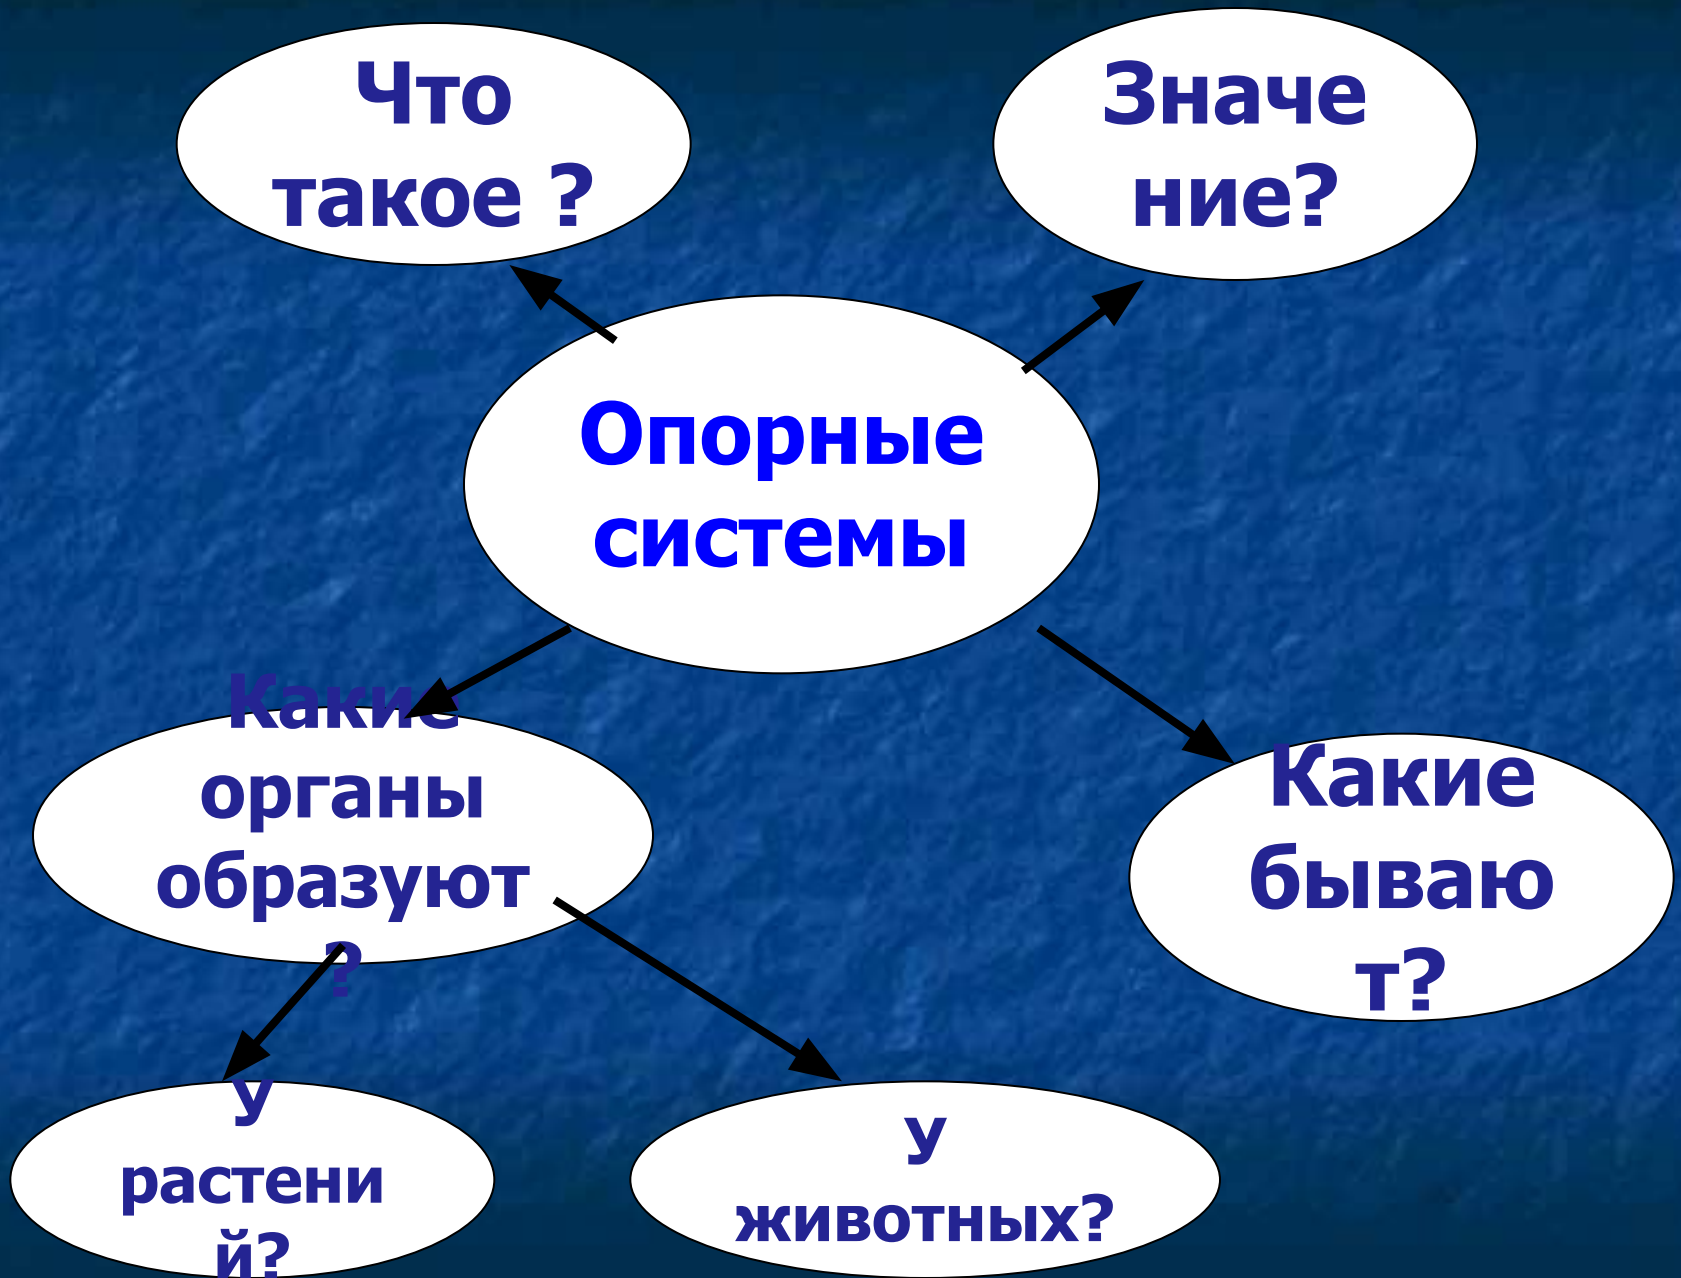 Что
такое ?
Значе
ние?
Опорные
системы
Какие
органы
образуют
?
Какие
бываю
т?
У
растени
й?
У
животных?